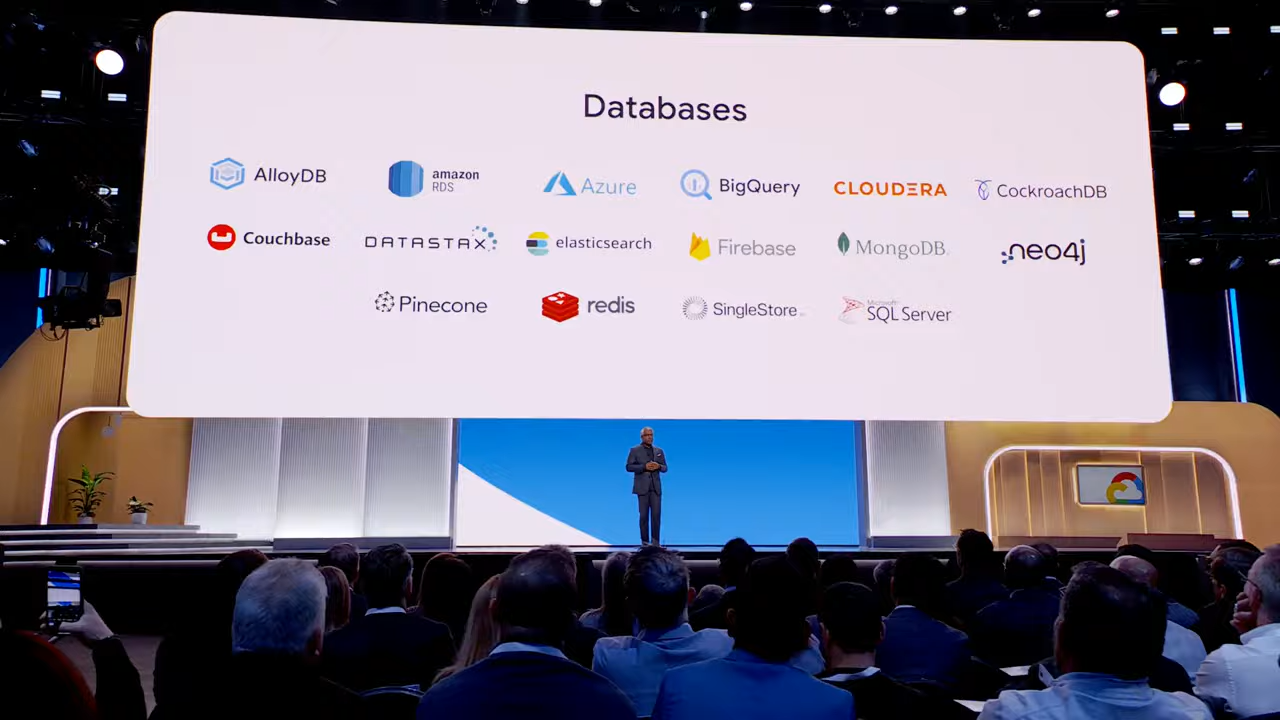 Databases
AlloyDB
amazon
RDS
Azure
BigQuery
CLOUDERA
CockroachDB
Couchbase
DATASTAX
elasticsearch
Firebase
MongoDB
neo4j
Pinecone
redis
SingleStore
Microsoft
SQL Server